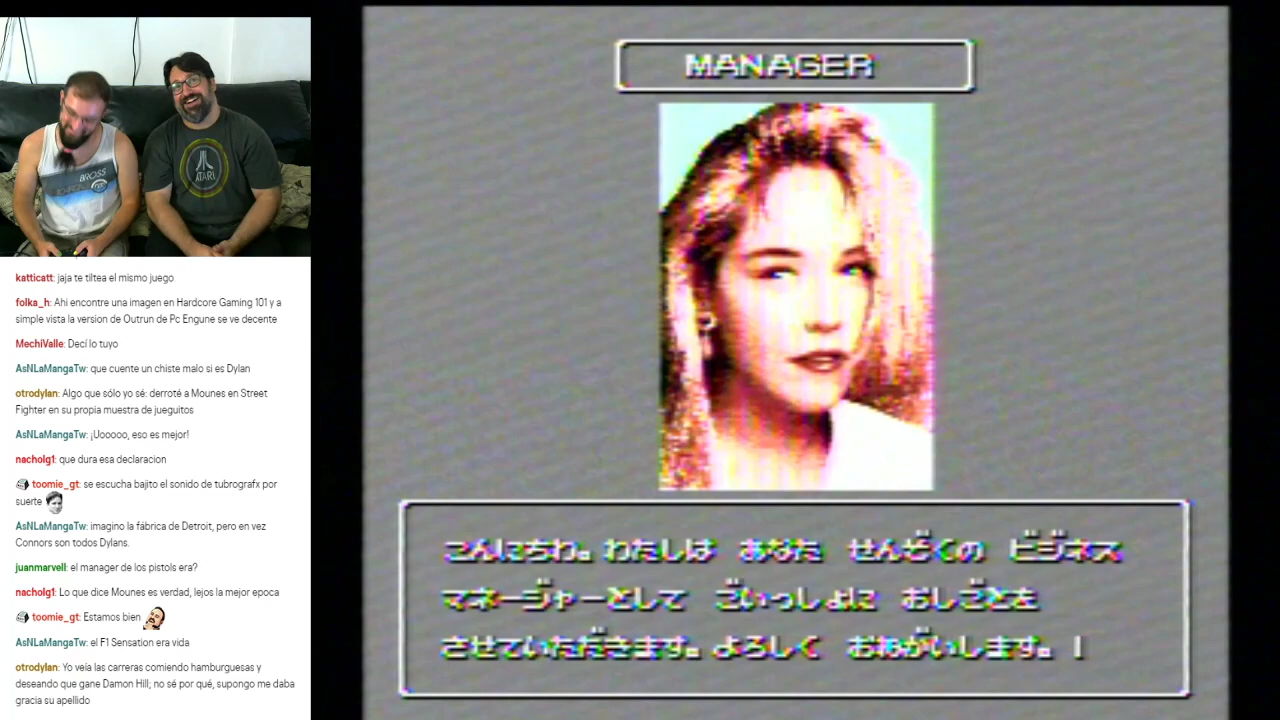 BROSS
ATARI
katticatt: jaja te tiltea el mismo juego
folka_h: Ahi encontre una imagen en Hardcore Gaming 101 y a
simple vista la version de Outrun de Pc Engune se ve decente
MechiValle: Decí lo tuyo
AsNLaMangaTw: que cuente un chiste malo si es Dylan
otrodylan: Algo que sólo yo sé: derroté a Mounes en Street
Fighter en su propia muestra de jueguitos
AsNLaMangaTw: ¡Uooooo, eso es mejor!
nacholg1: que dura esa declaracion
toomie_gt: se escucha bajito el sonido de tubrografx por
suerte
AsNLaMangaTw: imagino la fábrica de Detroit, pero en vez
Connors son todos Dylans.
juanmarvell: el manager de los pistols era?
nacholg1: Lo que dice Mounes es verdad, lejos la mejor epoca
toomie_gt: Estamos bien
AsNLaMangaTw: el F1 Sensation era vida
otrodylan: Yo veía las carreras comiendo hamburguesas y
deseando que gane Damon Hill; no sé por qué, supongo me daba
gracia su apellido
MANAGER
こんにちわ。わたしは あなた せんぞくの ビジネス
マネージャーとして ごいっしょに おしごとを
させていただきます。よろしく おねがいします。